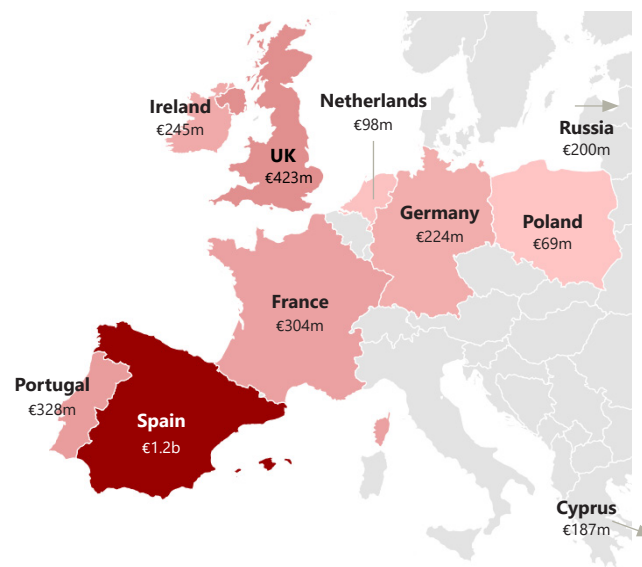 Netherlands
€98m
Ireland
€245m
Russia
€200m
UK
€423m
Germany
€224m
Poland
€69m
France
€304m
Portugal
€328m
Spain
€1.2b
Cyprus
€187m